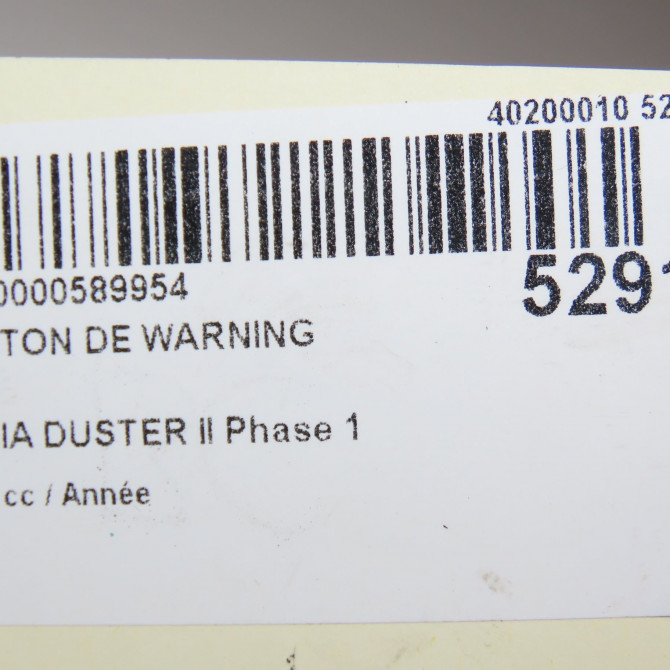 40200010 52
0000589954
5291
TON DE WARNING
IA DUSTER II Phase 1
cc / Année